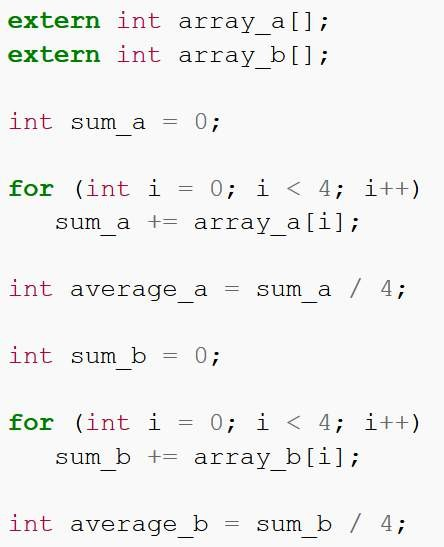 extern int array_a[];
extern int array_b[];
int sum_a = 0;
for (int i = 0; i < 4; i++)
sum_a += array_a[i];
int average_a = sum_a / 4;
int sum_b = 0;
for (int i = 0; i < 4; i++)
sum_b += array_b[i];
int average_b = sum_b / 4;